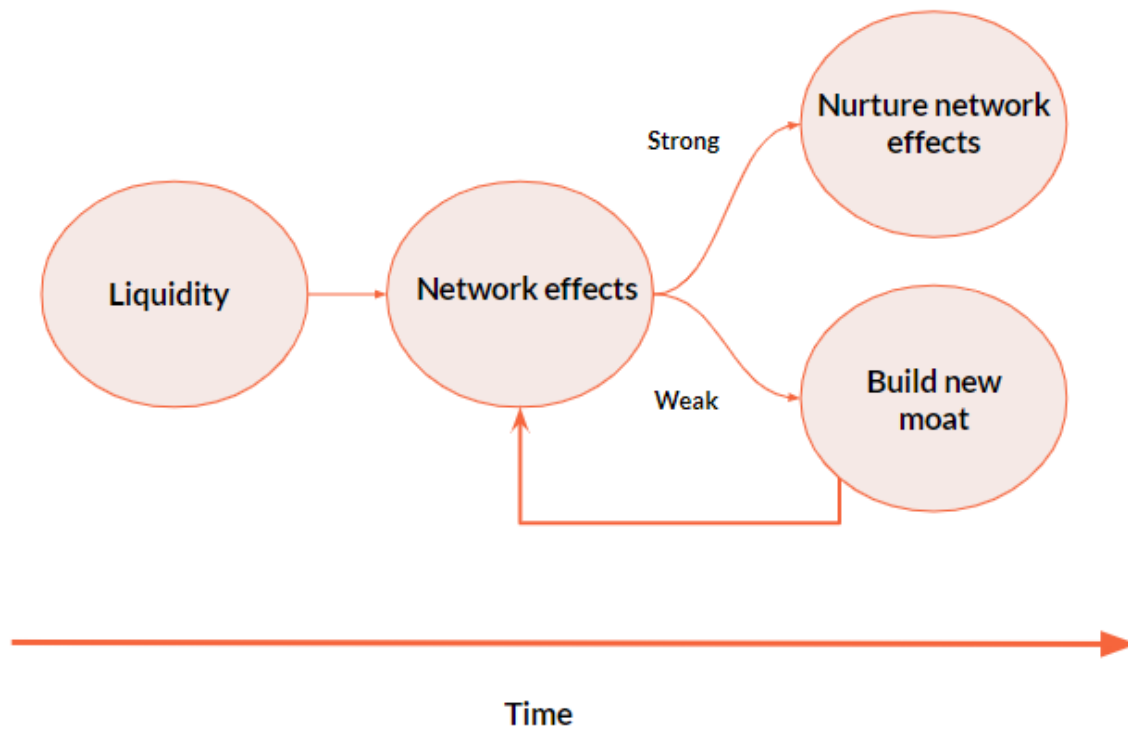 Nurture network
effects
Strong
Liquidity
Network effects
Build new
moat
Weak
Time